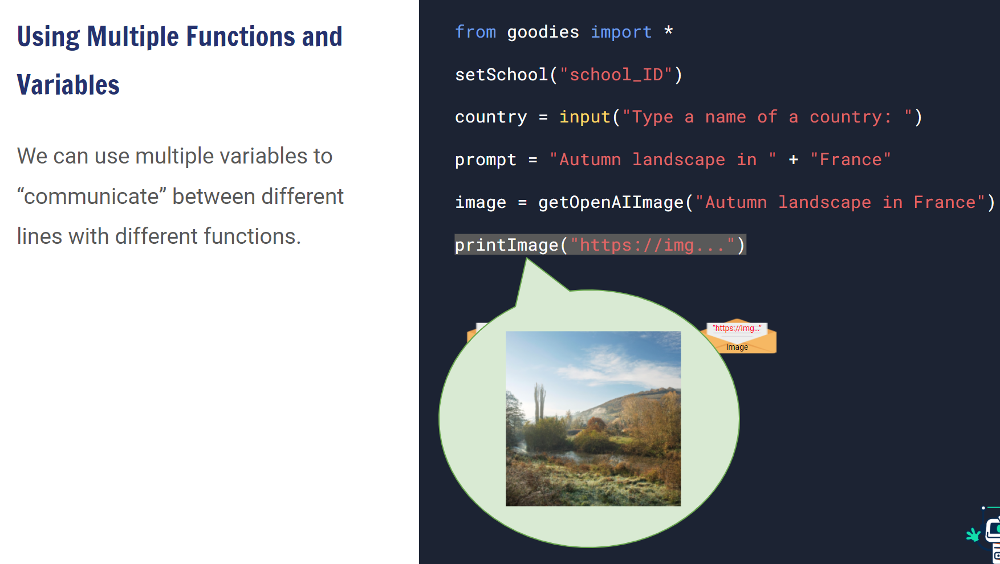 Using Multiple Functions and
Variables
We can use multiple variables to
“communicate” between different
lines with different functions.
from goodies import *
setSchool("school_ID")
country = input("Type a name of a country: ")
prompt = "Autumn landscape in " + "France"
image = getOpenAIImage("Autumn landscape in France")
printImage("https://img...")
“https://img...”
image